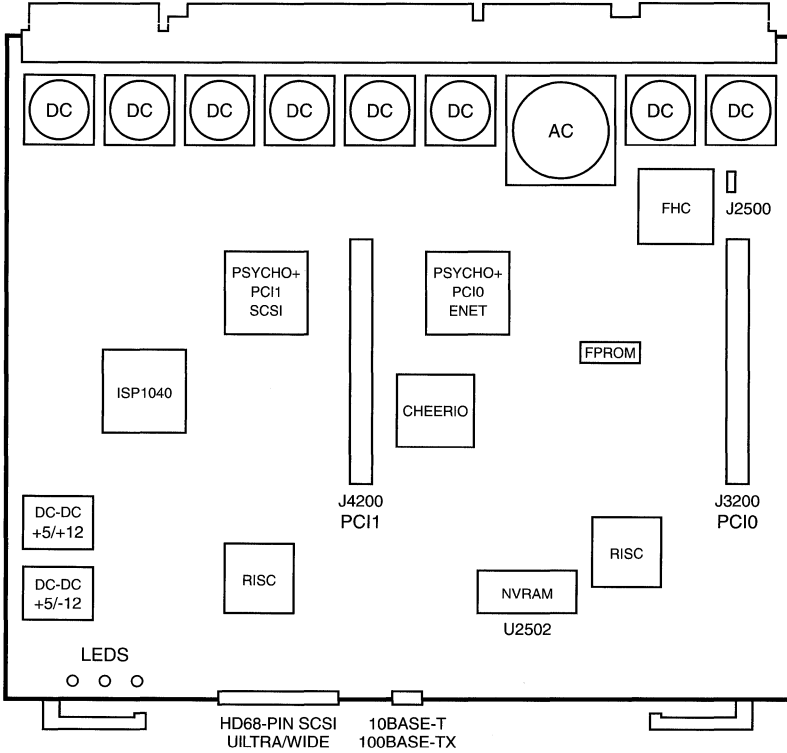 DC DC DC DC DC DC AC DC DC
FHC
J2500
PSYCHO+
PCI1
SCSI
PSYCHO+
PCI0
ENET
FPROM
ISP1040
CHEERIO
J4200
PCI1
J3200
PCI0
DC-DC
+5/+12
RISC
RISC
DC-DC
+5/-12
NVRAM
U2502
LEDS
HD68-PIN SCSI
UILTRA/WIDE
10BASE-T
100BASE-TX